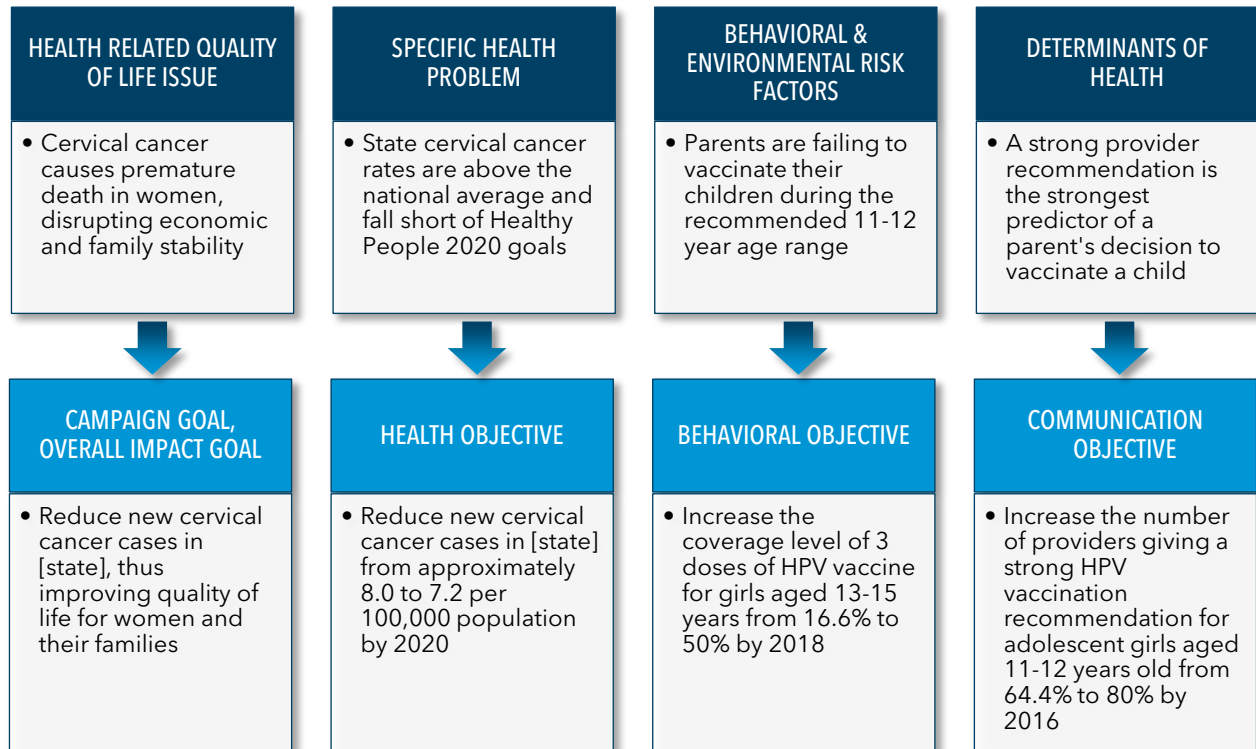 HEALTH RELATED QUALITY
OF LIFE ISSUE
• Cervical cancer
causes premature
death in women,
disrupting economic
and family stability
SPECIFIC HEALTH
PROBLEM
• State cervical cancer
rates are above the
national average and
fall short of Healthy
People 2020 goals
BEHAVIORAL &
ENVIRONMENTAL RISK
FACTORS
• Parents are failing to
vaccinate their
children during the
recommended 11-12
year age range
DETERMINANTS OF
HEALTH
• A strong provider
recommendation is
the strongest
predictor of a
parent's decision to
vaccinate a child
CAMPAIGN GOAL,
OVERALL IMPACT GOAL
• Reduce new cervical
cancer cases in
[state], thus
improving quality of
life for women and
their families
HEALTH OBJECTIVE
• Reduce new cervical
cancer cases in [state]
from approximately
8.0 to 7.2 per
100,000 population
by 2020
BEHAVIORAL OBJECTIVE
• Increase the
coverage level of 3
doses of HPV vaccine
for girls aged 13-15
years from 16.6% to
50% by 2018
COMMUNICATION
OBJECTIVE
• Increase the number
of providers giving a
strong HPV
vaccination
recommendation for
adolescent girls aged
11-12 years old from
64.4% to 80% by
2016